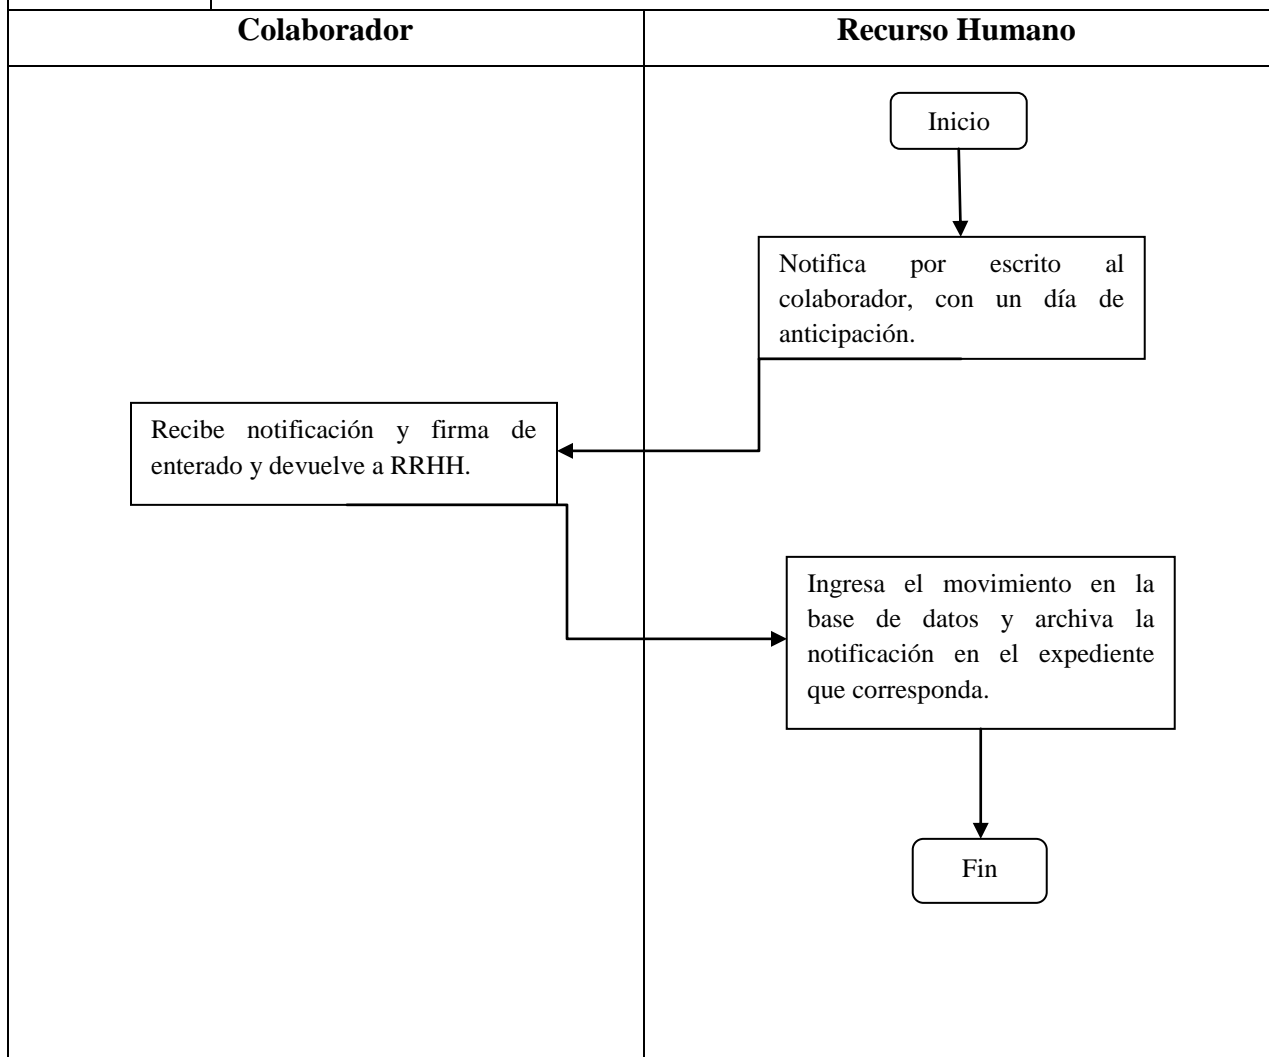 Colaborador
Recurso Humano
Inicio
Notifica por escrito al
colaborador, con un día de
anticipación.
Recibe notificación y firma de
enterado y devuelve a RRHH.
Ingresa el movimiento en la
base de datos y archiva la
notificación en el expediente
que corresponda.
Fin